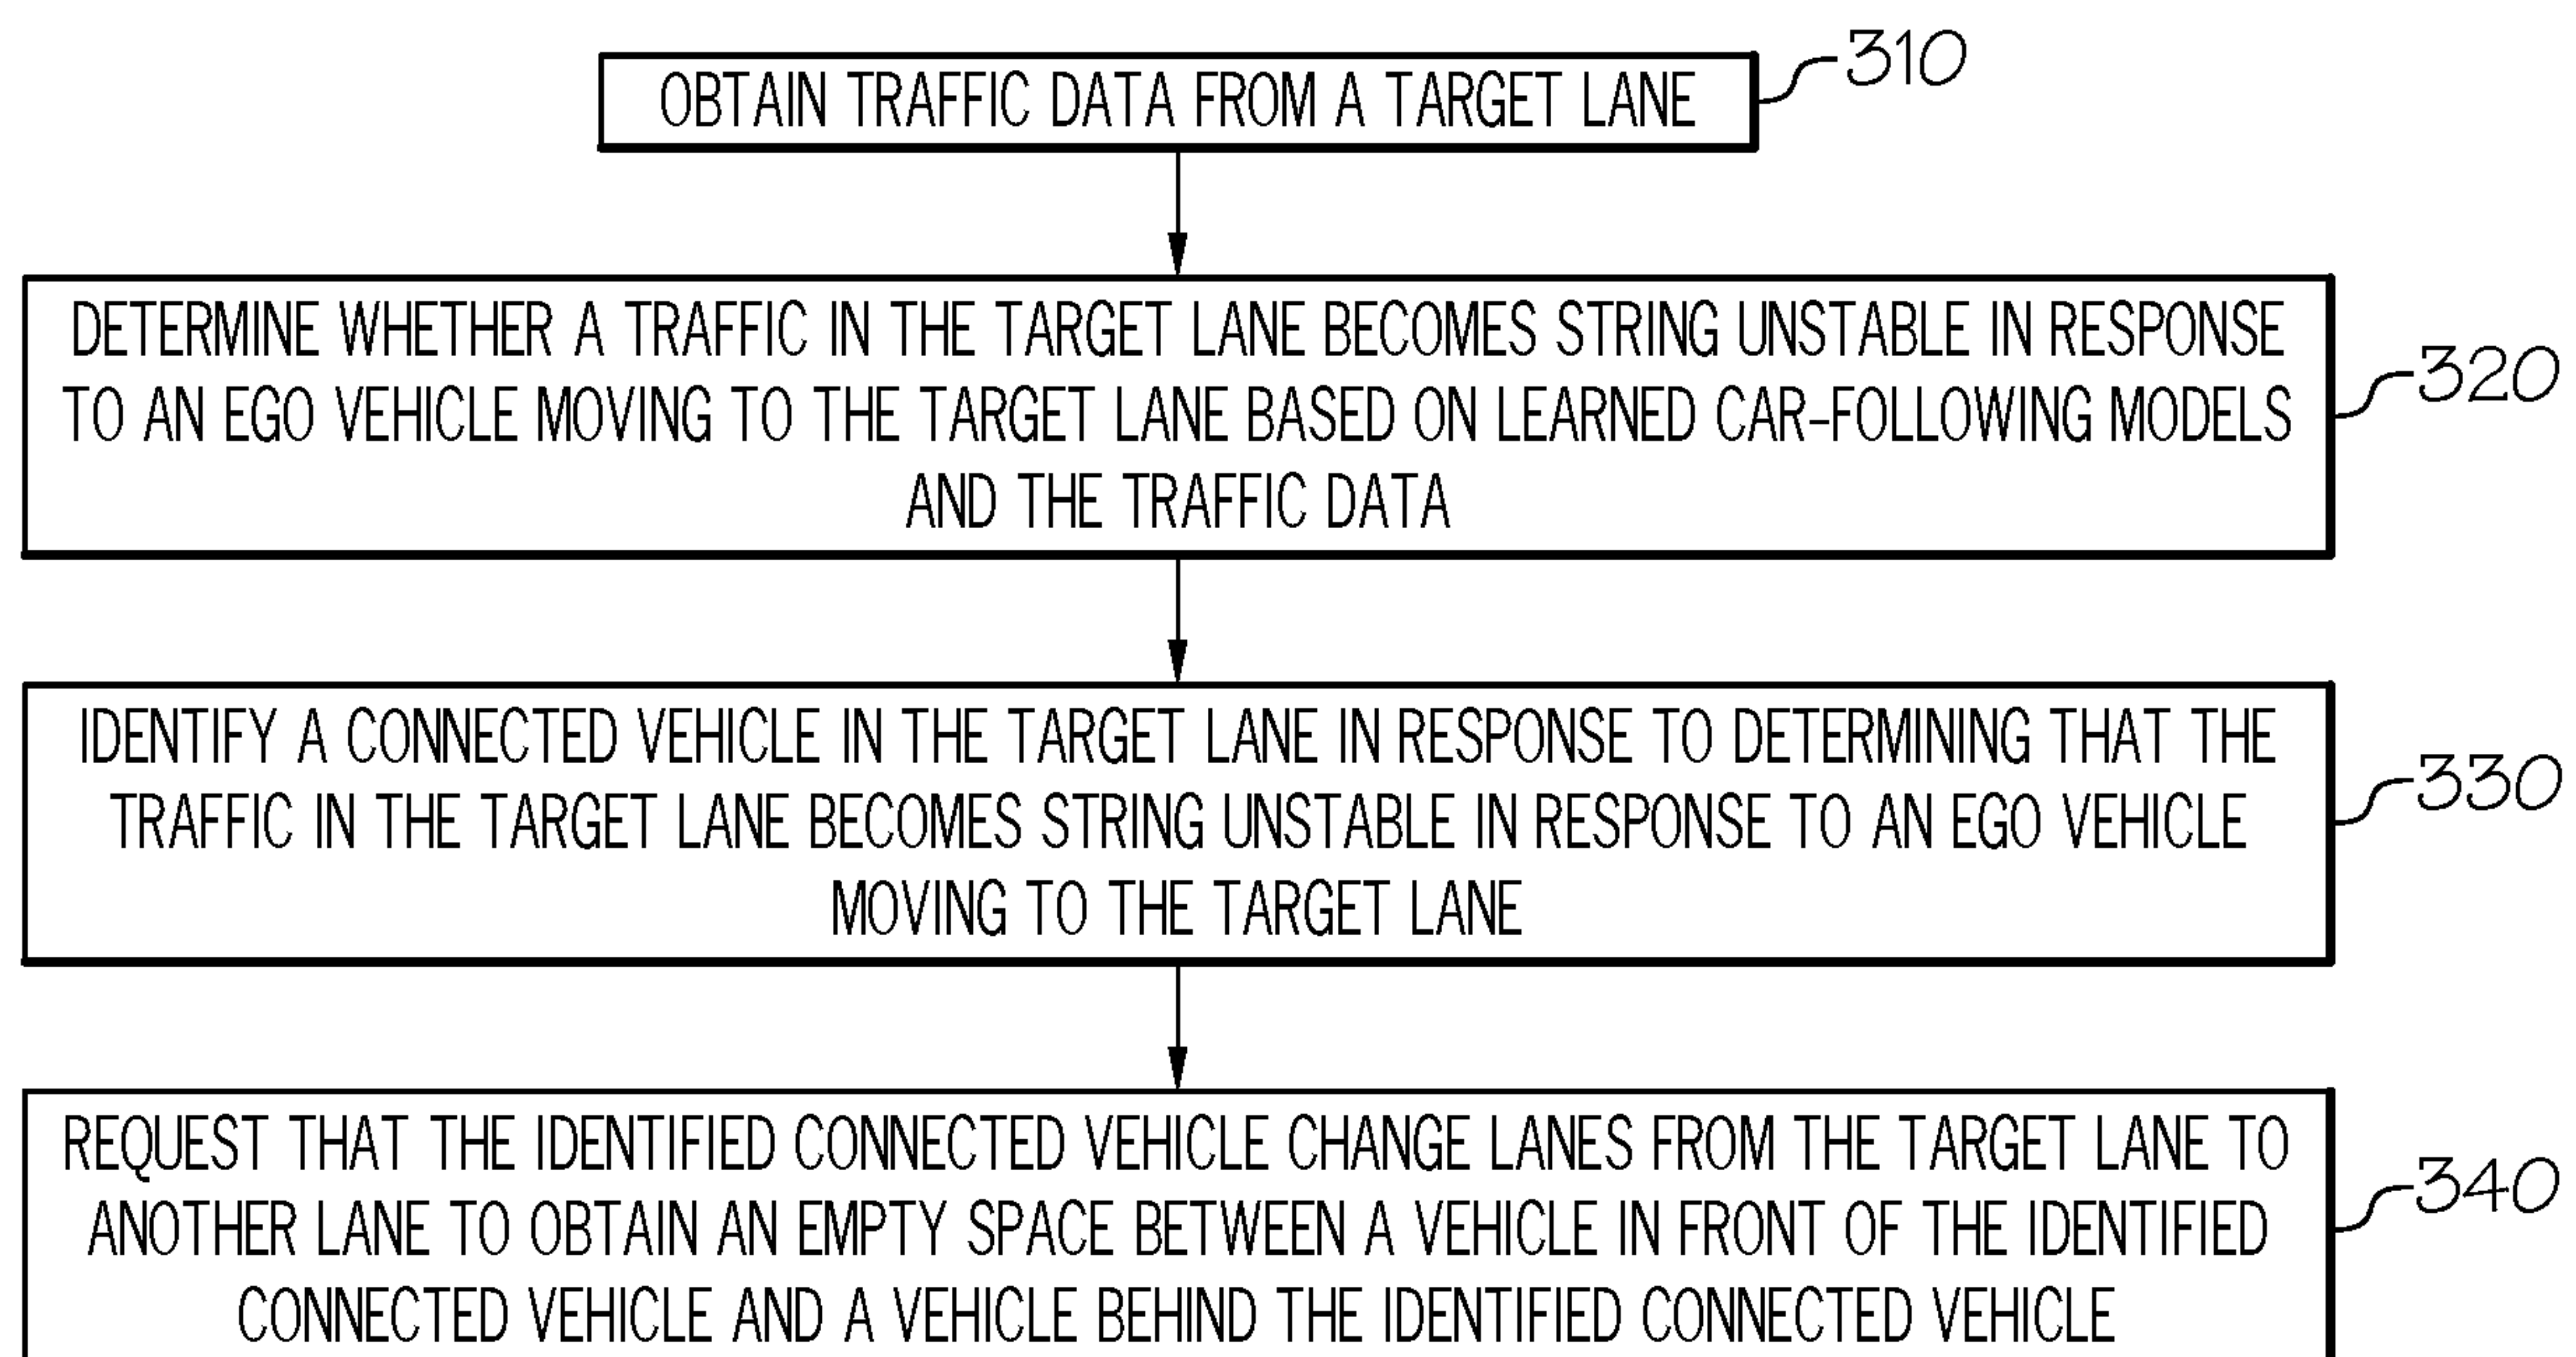 OBTAIN TRAFFIC DATA FROM A TARGET LANE
310
DETERMINE WHETHER A TRAFFIC IN THE TARGET LANE BECOMES STRING UNSTABLE IN RESPONSE
TO AN EGO VEHICLE MOVING TO THE TARGET LANE BASED ON LEARNED CAR-FOLLOWING MODELS
AND THE TRAFFIC DATA
320
IDENTIFY A CONNECTED VEHICLE IN THE TARGET LANE IN RESPONSE TO DETERMINING THAT THE
TRAFFIC IN THE TARGET LANE BECOMES STRING UNSTABLE IN RESPONSE TO AN EGO VEHICLE
MOVING TO THE TARGET LANE
330
REQUEST THAT THE IDENTIFIED CONNECTED VEHICLE CHANGE LANES FROM THE TARGET LANE TO
ANOTHER LANE TO OBTAIN AN EMPTY SPACE BETWEEN A VEHICLE IN FRONT OF THE IDENTIFIED
CONNECTED VEHICLE AND A VEHICLE BEHIND THE IDENTIFIED CONNECTED VEHICLE
340